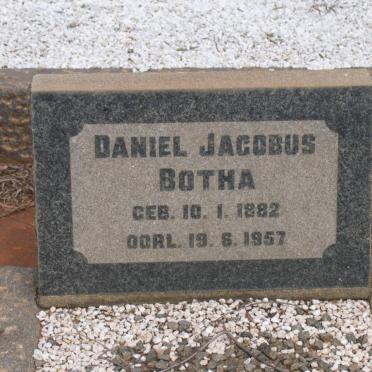 DANIEL JACOBUS
BOTHA
GEB. 10. 1. 1882
OORL. 19. 6. 1957